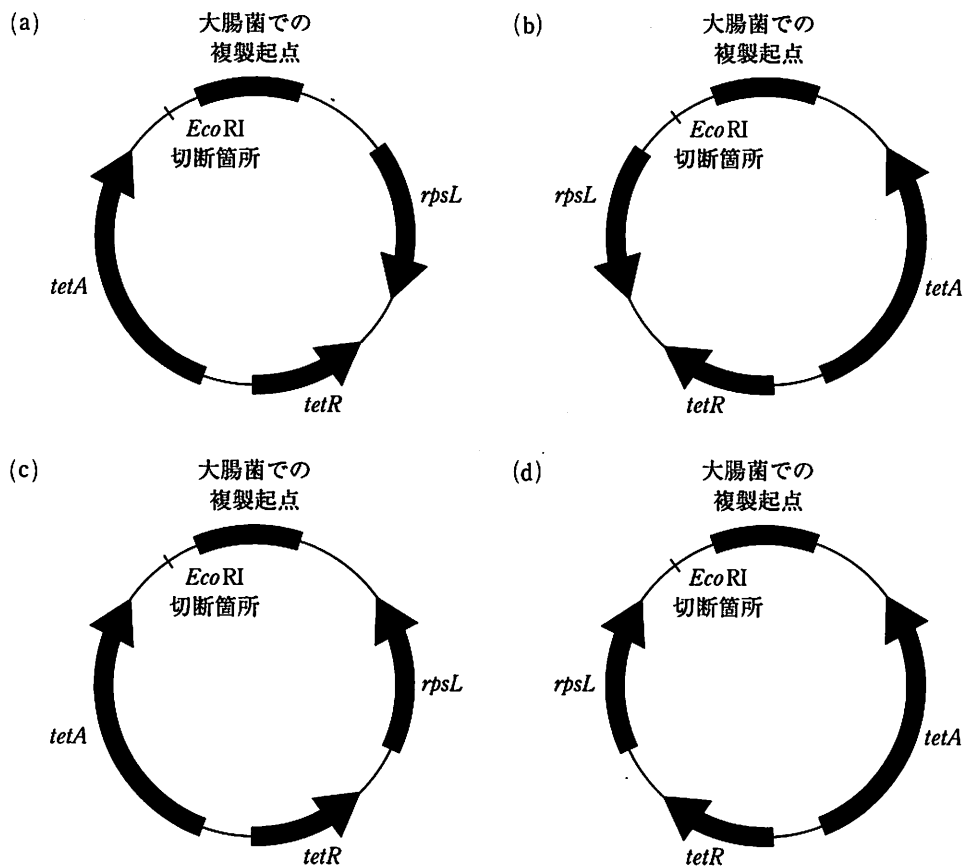 (a)
大腸菌での
複製起点
EcoRI
切断箇所
rpsL
tetA
tetR
(b)
大腸菌での
複製起点
EcoRI
切断箇所
rpsL
tetA
tetR
(c)
大腸菌での
複製起点
EcoRI
切断箇所
rpsL
tetA
tetR
(d)
大腸菌での
複製起点
EcoRI
切断箇所
rpsL
tetA
tetR